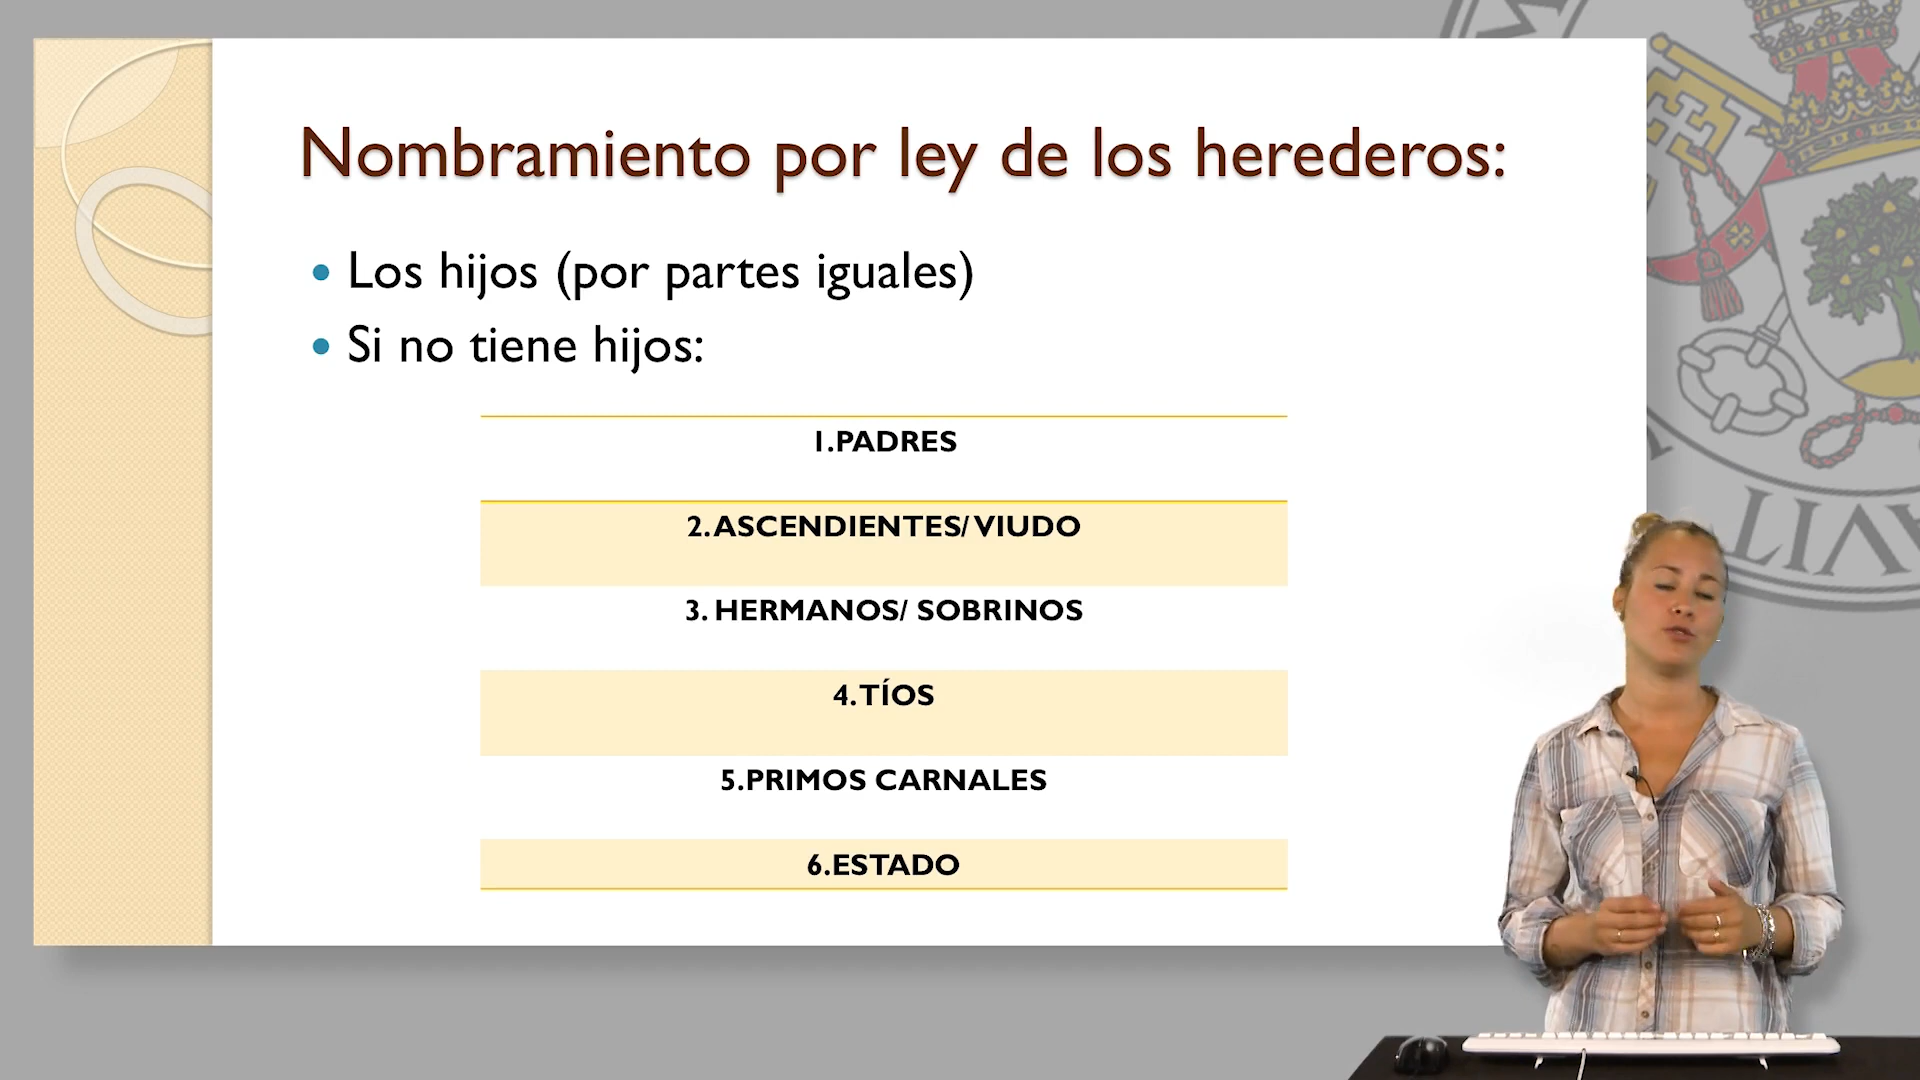 Nombramiento por ley de los herederos:
• Los hijos (por partes iguales)
• Si no tiene hijos:
1.PADRES
2.ASCENDIENTES/ VIUDO
3. HERMANOS/ SOBRINOS
4.TÍOS
5.PRIMOS CARNALES
6.ESTADO